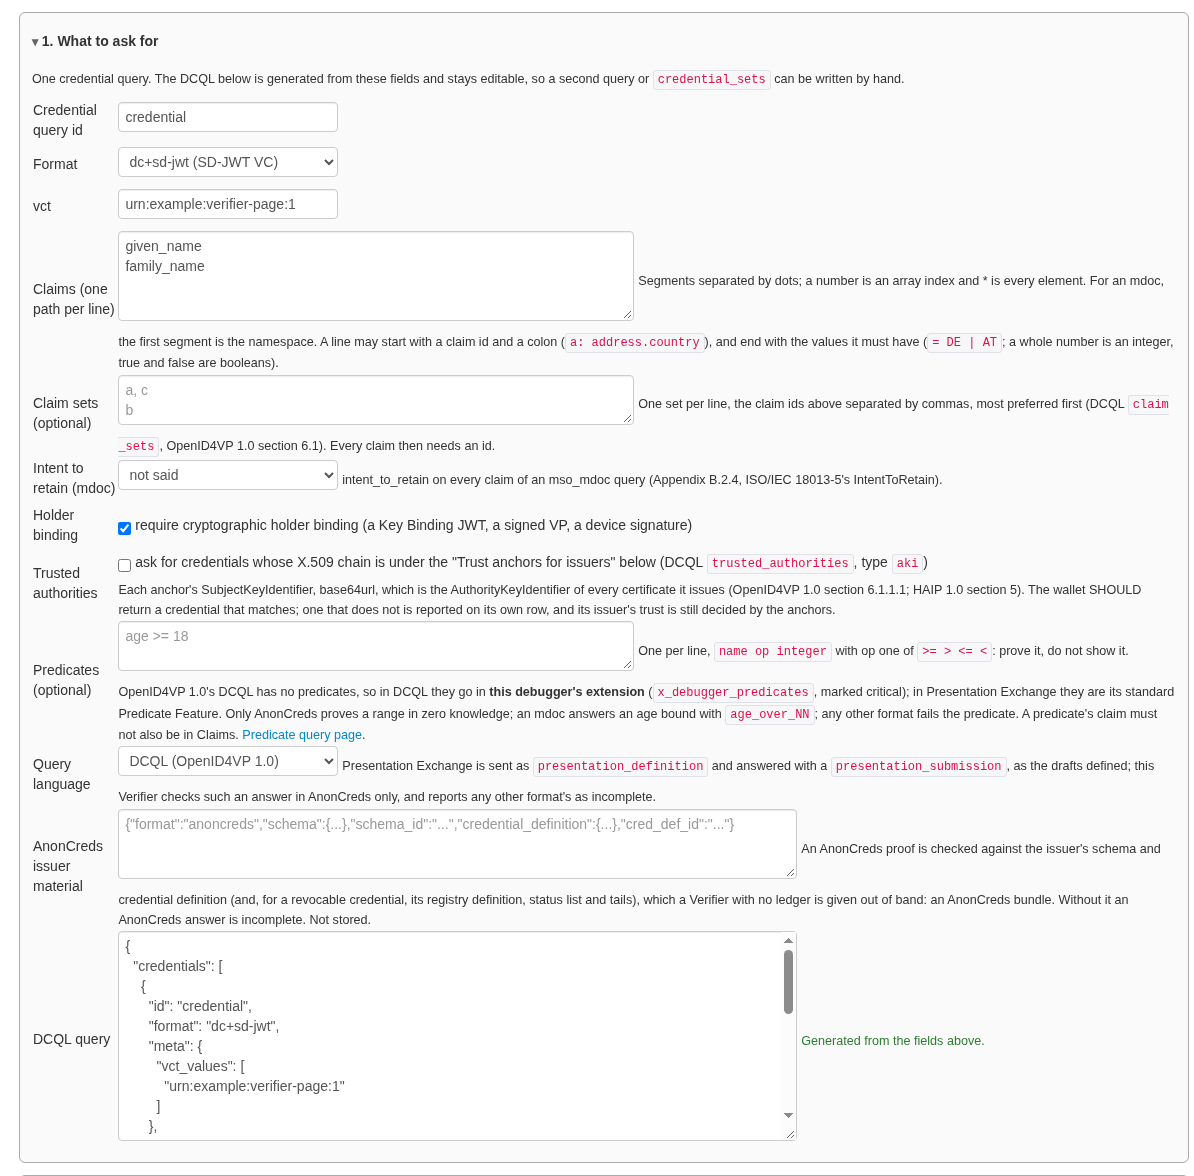 ▾ 1. What to ask for
One credential query. The DCQL below is generated from these fields and stays editable, so a second query or credential_sets can be written by hand.
Credential query id
credential
Format
dc+sd-jwt (SD-JWT VC)
vct
urn:example:verifier-page:1
Claims (one path per line)
given_name
family_name
Segments separated by dots; a number is an array index and * is every element. For an mdoc,
the first segment is the namespace. A line may start with a claim id and a colon (a: address.country), and end with the values it must have (= DE | AT; a whole number is an integer,
true and false are booleans).
Claim sets (optional)
a, c
b
One set per line, the claim ids above separated by commas, most preferred first (DCQL claim
_sets, OpenID4VP 1.0 section 6.1). Every claim then needs an id.
Intent to retain (mdoc)
not said
intent_to_retain on every claim of an mso_mdoc query (Appendix B.2.4, ISO/IEC 18013-5's IntentToRetain).
Holder binding
require cryptographic holder binding (a Key Binding JWT, a signed VP, a device signature)
Trusted authorities
ask for credentials whose X.509 chain is under the "Trust anchors for issuers" below (DCQL trusted_authorities, type aki)
Each anchor's SubjectKeyIdentifier, base64url, which is the AuthorityKeyIdentifier of every certificate it issues (OpenID4VP 1.0 section 6.1.1.1; HAIP 1.0 section 5). The wallet SHOULD
return a credential that matches; one that does not is reported on its own row, and its issuer's trust is still decided by the anchors.
Predicates (optional)
age >= 18
One per line, name op integer with op one of >= > <= <: prove it, do not show it.
OpenID4VP 1.0's DCQL has no predicates, so in DCQL they go in this debugger's extension (x_debugger_predicates, marked critical); in Presentation Exchange they are its standard
Predicate Feature. Only AnonCreds proves a range in zero knowledge; an mdoc answers an age bound with age_over_NN; any other format fails the predicate. A predicate's claim must
not also be in Claims. Predicate query page.
Query language
DCQL (OpenID4VP 1.0)
Presentation Exchange is sent as presentation_definition and answered with a presentation_submission, as the drafts defined; this
Verifier checks such an answer in AnonCreds only, and reports any other format's as incomplete.
AnonCreds issuer material
{"format":"anoncreds","schema":{...},"schema_id":"...","credential_definition":{...},"cred_def_id":"..."}
An AnonCreds proof is checked against the issuer's schema and
credential definition (and, for a revocable credential, its registry definition, status list and tails), which a Verifier with no ledger is given out of band: an AnonCreds bundle. Without it an
AnonCreds answer is incomplete. Not stored.
DCQL query
{
"credentials": [
{
"id": "credential",
"format": "dc+sd-jwt",
"meta": {
"vct_values": [
"urn:example:verifier-page:1"
]
},
Generated from the fields above.